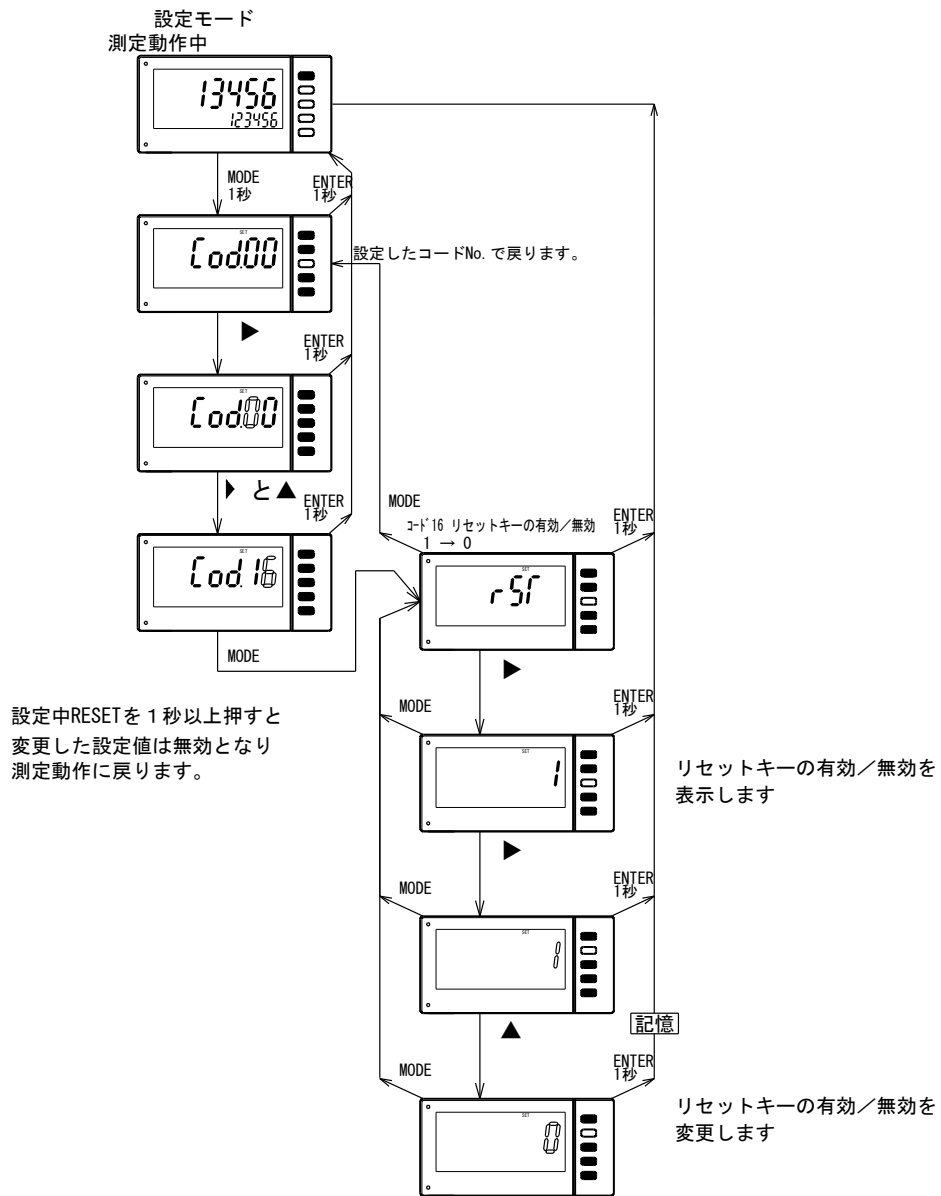 設定モード
測定動作中
13456
123456
MODE
1秒
ENTER
1秒
SET
Cod.00
設定したコードNo.で戻ります。
▶
ENTER
1秒
SET
Cod.00
▶ と▲
ENTER
1秒
SET
Cod.16
MODE
MODE
コード16 リセットキーの有効／無効
1 → 0
ENTER
1秒
SET
rST
▶
設定中RESETを１秒以上押すと
変更した設定値は無効となり
測定動作に戻ります。
MODE
ENTER
1秒
SET
1
リセットキーの有効／無効を
表示します
▶
MODE
ENTER
1秒
SET
1
記憶
▲
MODE
ENTER
1秒
SET
0
リセットキーの有効／無効を
変更します